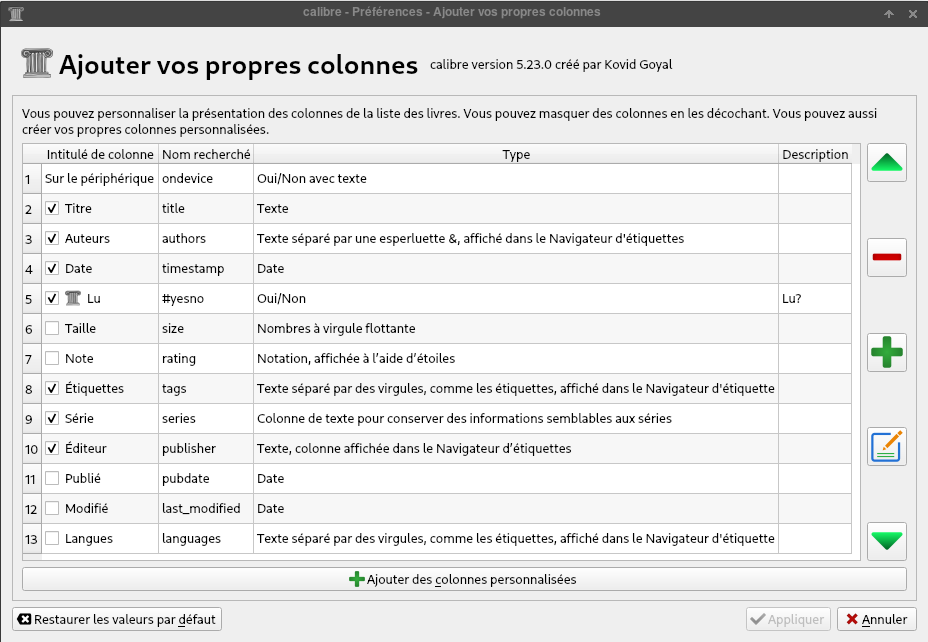 calibre - Préférences - Ajouter vos propres colonnes
Ajouter vos propres colonnes calibre version 5.23.0 créé par Kovid Goyal
Vous pouvez personnaliser la présentation des colonnes de la liste des livres. Vous pouvez masquer des colonnes en les décochant. Vous pouvez aussi
créer vos propres colonnes personnalisées.
Intitulé de colonne Nom recherché Type Description
1 Sur le périphérique ondevice Oui/Non avec texte
2 Titre title Texte
3 Auteurs authors Texte séparé par une esperluette &, affiché dans le Navigateur d'étiquettes
4 Date timestamp Date
5 Lu #yesno Oui/Non Lu?
6 Taille size Nombres à virgule flottante
7 Note rating Notation, affichée à l’aide d’étoiles
8 Étiquettes tags Texte séparé par des virgules, comme les étiquettes, affiché dans le Navigateur d'étiquette
9 Série series Colonne de texte pour conserver des informations semblables aux séries
10 Éditeur publisher Texte, colonne affichée dans le Navigateur d’étiquettes
11 Publié pubdate Date
12 Modifié last_modified Date
13 Langues languages Texte séparé par des virgules, comme les étiquettes, affiché dans le Navigateur d'étiquette
Ajouter des colonnes personnalisées
Restaurer les valeurs par défaut Appliquer Annuler